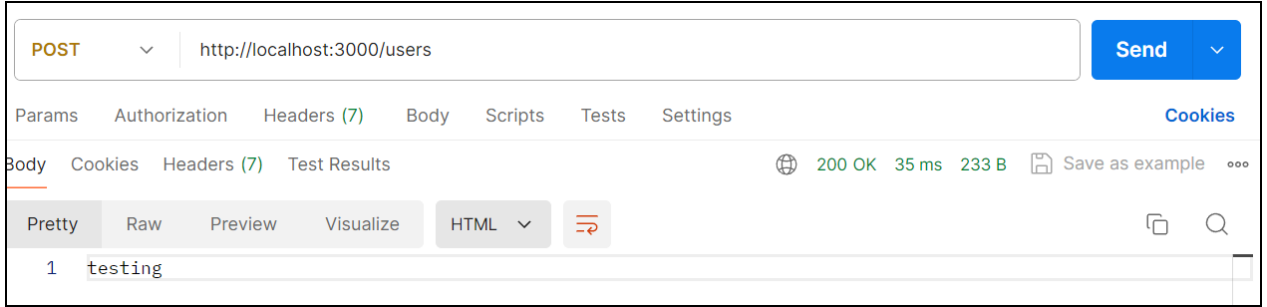 POST http://localhost:3000/users Send
Params Authorization Headers (7) Body Scripts Tests Settings Cookies
Body Cookies Headers (7) Test Results 200 OK 35 ms 233 B Save as example
Pretty Raw Preview Visualize HTML
1 testing